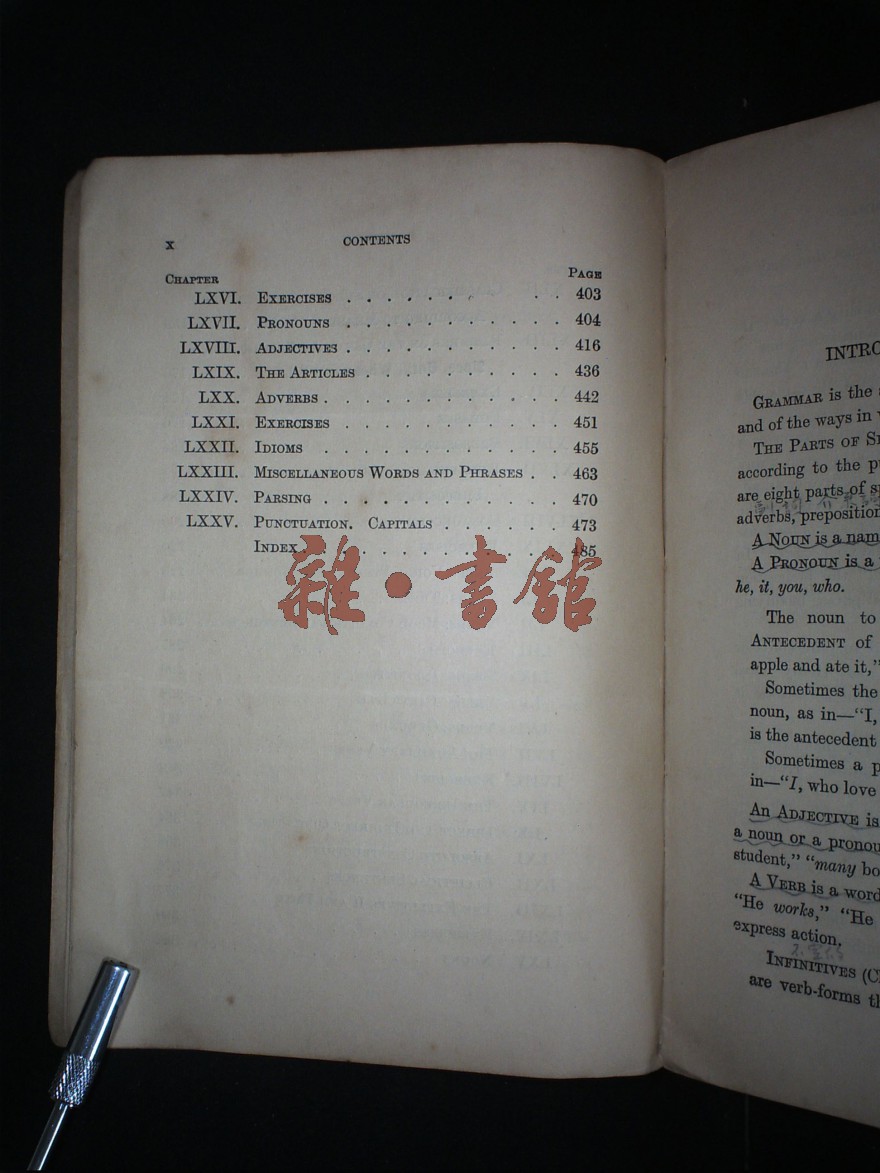 x CONTENTS
CHAPTER PAGE
LXVI. EXERCISES . . . . . . . . . 403
LXVII. PRONOUNS . . . . . . . . . . . 404
LXVIII. ADJECTIVES . . . . . . . . . . . 416
LXIX. THE ARTICLES . . . . . . . . . . 436
LXX. ADVERBS . . . . . . . . . . . . 442
LXXI. EXERCISES . . . . . . . . . . . 451
LXXII. IDIOMS . . . . . . . . . . . . 455
LXXIII. MISCELLANEOUS WORDS AND PHRASES . . 463
LXXIV. PARSING . . . . . . . . . . . . 470
LXXV. PUNCTUATION. CAPITALS . . . . . . 473
INDEX . . . . . . . . . . . . . 485
雜·書館
GRAMMAR is the
and of the ways in
THE PARTS OF
according to the
are eight parts of
adverbs, preposition
A NOUN is a nam
A PRONOUN is a
he, it, you, who.
The noun to
ANTECEDENT of
apple and ate it,”
Sometimes the
noun, as in—“I,
is the antecedent
Sometimes a p
in—“I, who love
An ADJECTIVE is
a noun or a pronou
student,” “many bo
A VERB is a word
“He works,” “He
express action.
INFINITIVES
are verb-forms